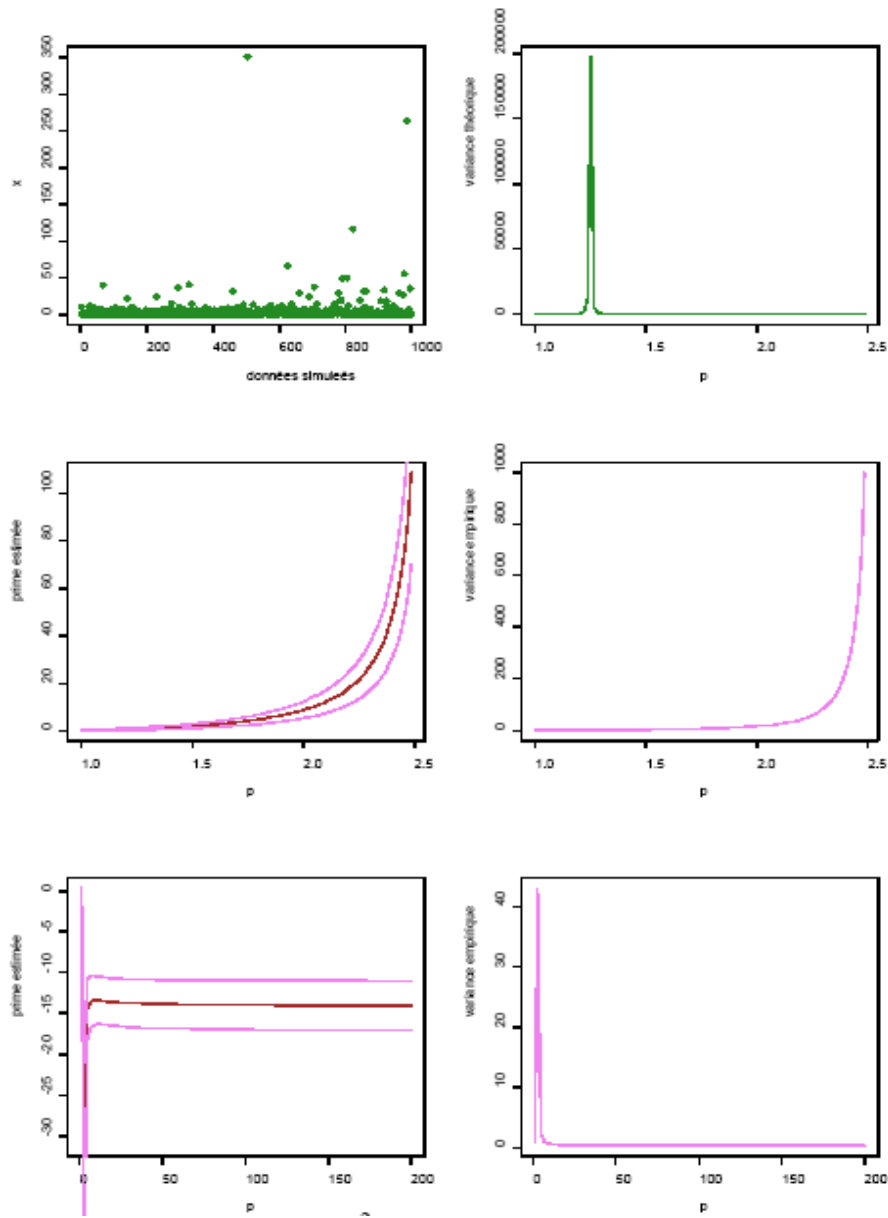 x
0 50 100 150 200 250 300 350
0 200 400 600 800 1000
données simuleés
variance théorique
0 50000 100000 150000 200000
1.0 1.5 2.0 2.5
p
prime estimée
0 20 40 60 80 100
1.0 1.5 2.0 2.5
p
variance empirique
0 200 400 600 800 1000
1.0 1.5 2.0 2.5
p
prime estimée
-30 -25 -20 -15 -10 -5 0
0 50 100 150 200
p
variance empirique
0 10 20 30 40
0 50 100 150 200
p